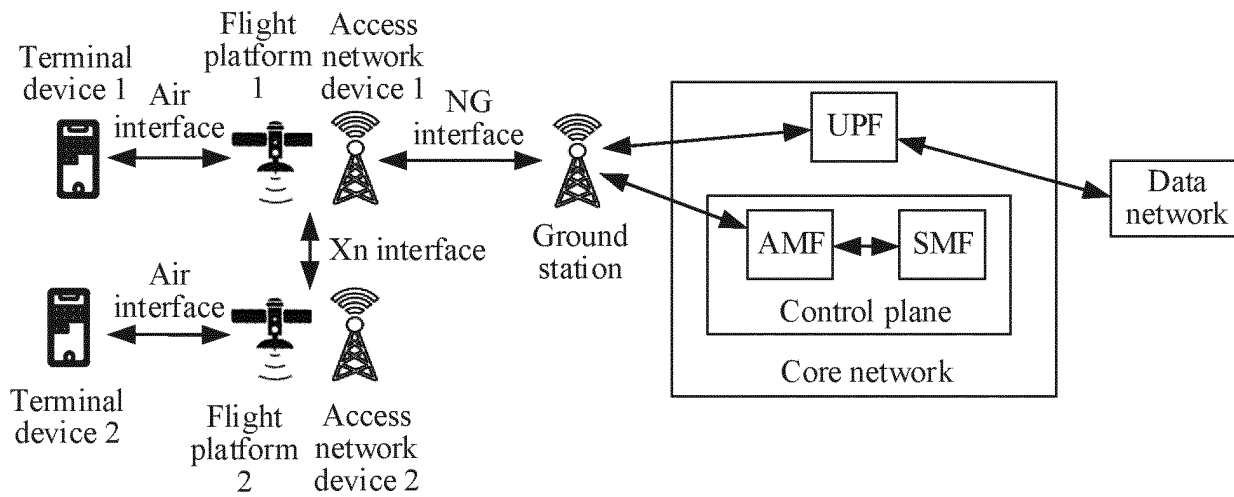 Terminal
device 1
Air
interface
Flight
platform
1
Access
network
device 1
NG
interface
Ground
station
UPF
AMF
SMF
Control plane
Core network
Data
network
Xn interface
Air
interface
Terminal
device 2
Flight
platform
2
Access
network
device 2